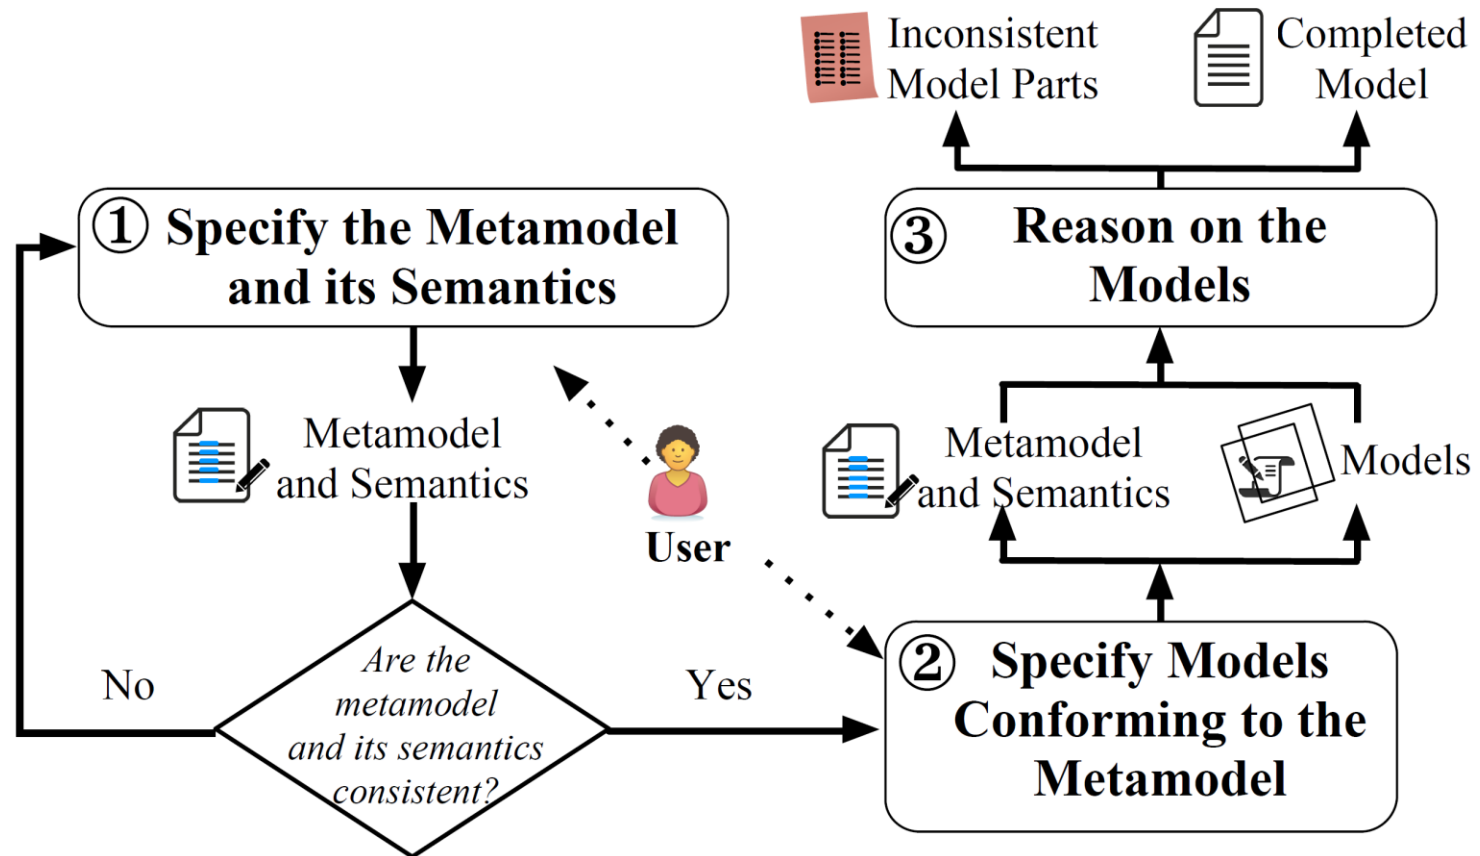 ① Specify the Metamodel
and its Semantics
Metamodel
and Semantics
Are the
metamodel
and its semantics
consistent?
No
Yes
User
② Specify Models
Conforming to the
Metamodel
Metamodel
and Semantics
Models
③ Reason on the
Models
Inconsistent
Model Parts
Completed
Model